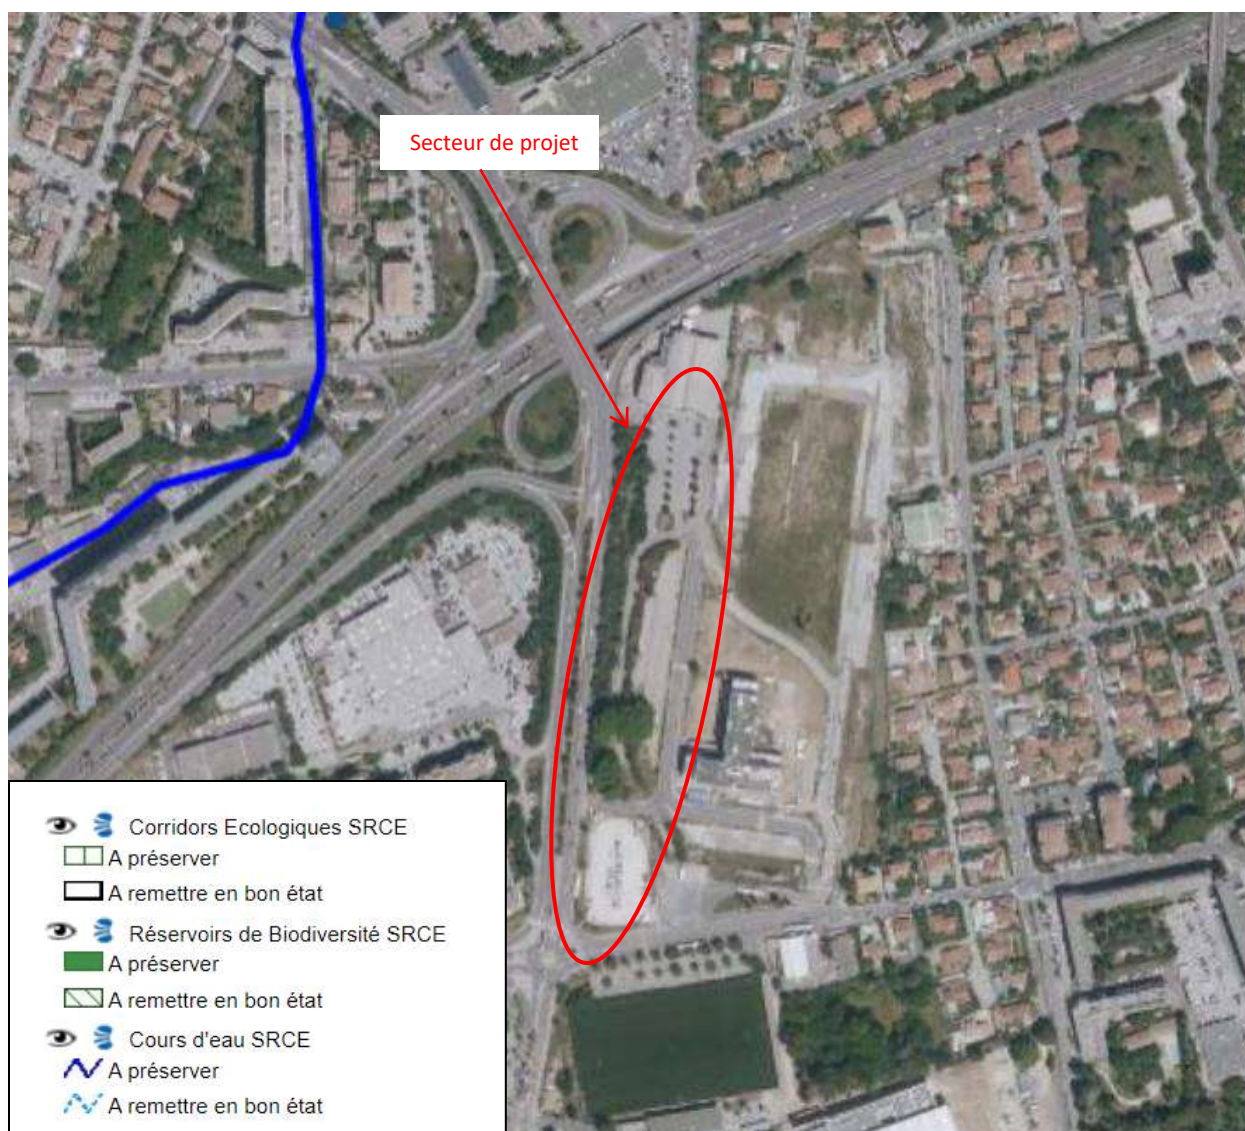 Secteur de projet
Corridors Ecologiques SRCE
A préserver
A remettre en bon état
Réservoirs de Biodiversité SRCE
A préserver
A remettre en bon état
Cours d'eau SRCE
A préserver
A remettre en bon état